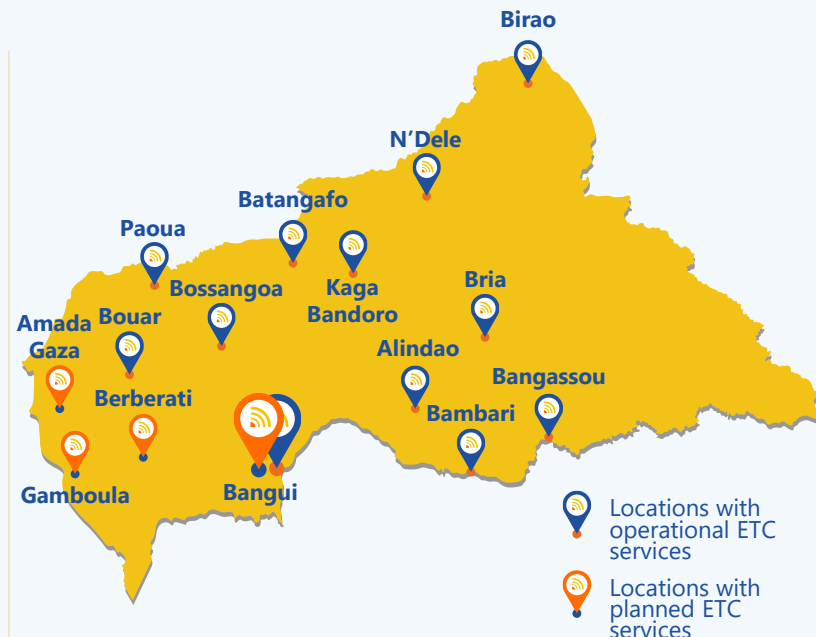 Birao
N’Dele
Batangafo
Paoua
Bossangoa
Kaga
Bandoro
Bria
Amada
Gaza
Bouar
Alindao
Bangassou
Berberati
Bambari
Gamboula
Bangui
Locations with
operational ETC
services
Locations with
planned ETC
services